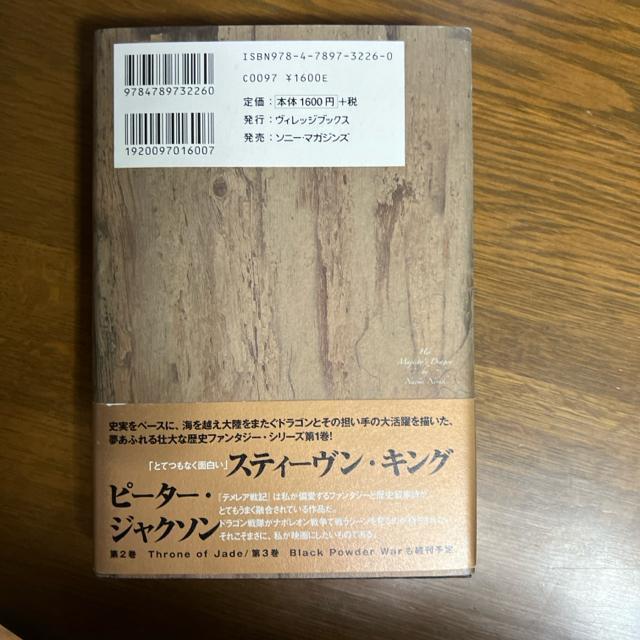 ISBN978-4-7897-3226-0
C0097 ¥1600E
9784789732260
定価：本体1600円+税
発行：ヴィレッジブックス
発売：ソニー・マガジンズ
1920097016007
His
Majesty's Dragon
by
Naomi Novik
史実をベースに、海を越え大陸をまたぐドラゴンとその担い手の大活躍を描いた、
夢あふれる壮大な歴史ファンタジー・シリーズ第1巻!
「とてつもなく面白い」スティーヴン・キング
ピーター・
ジャクソン
『テメレア戦記』は私が偏愛するファンタジーと歴史
とてもうまく融合されている作品だ。
ドラゴン戦隊がナポレオン戦争で戦うシーンを見るのが
それこそまさに、私が映画にしたいものである。
第2巻 Throne of Jade/第3巻 Black Powder Warも続刊予定